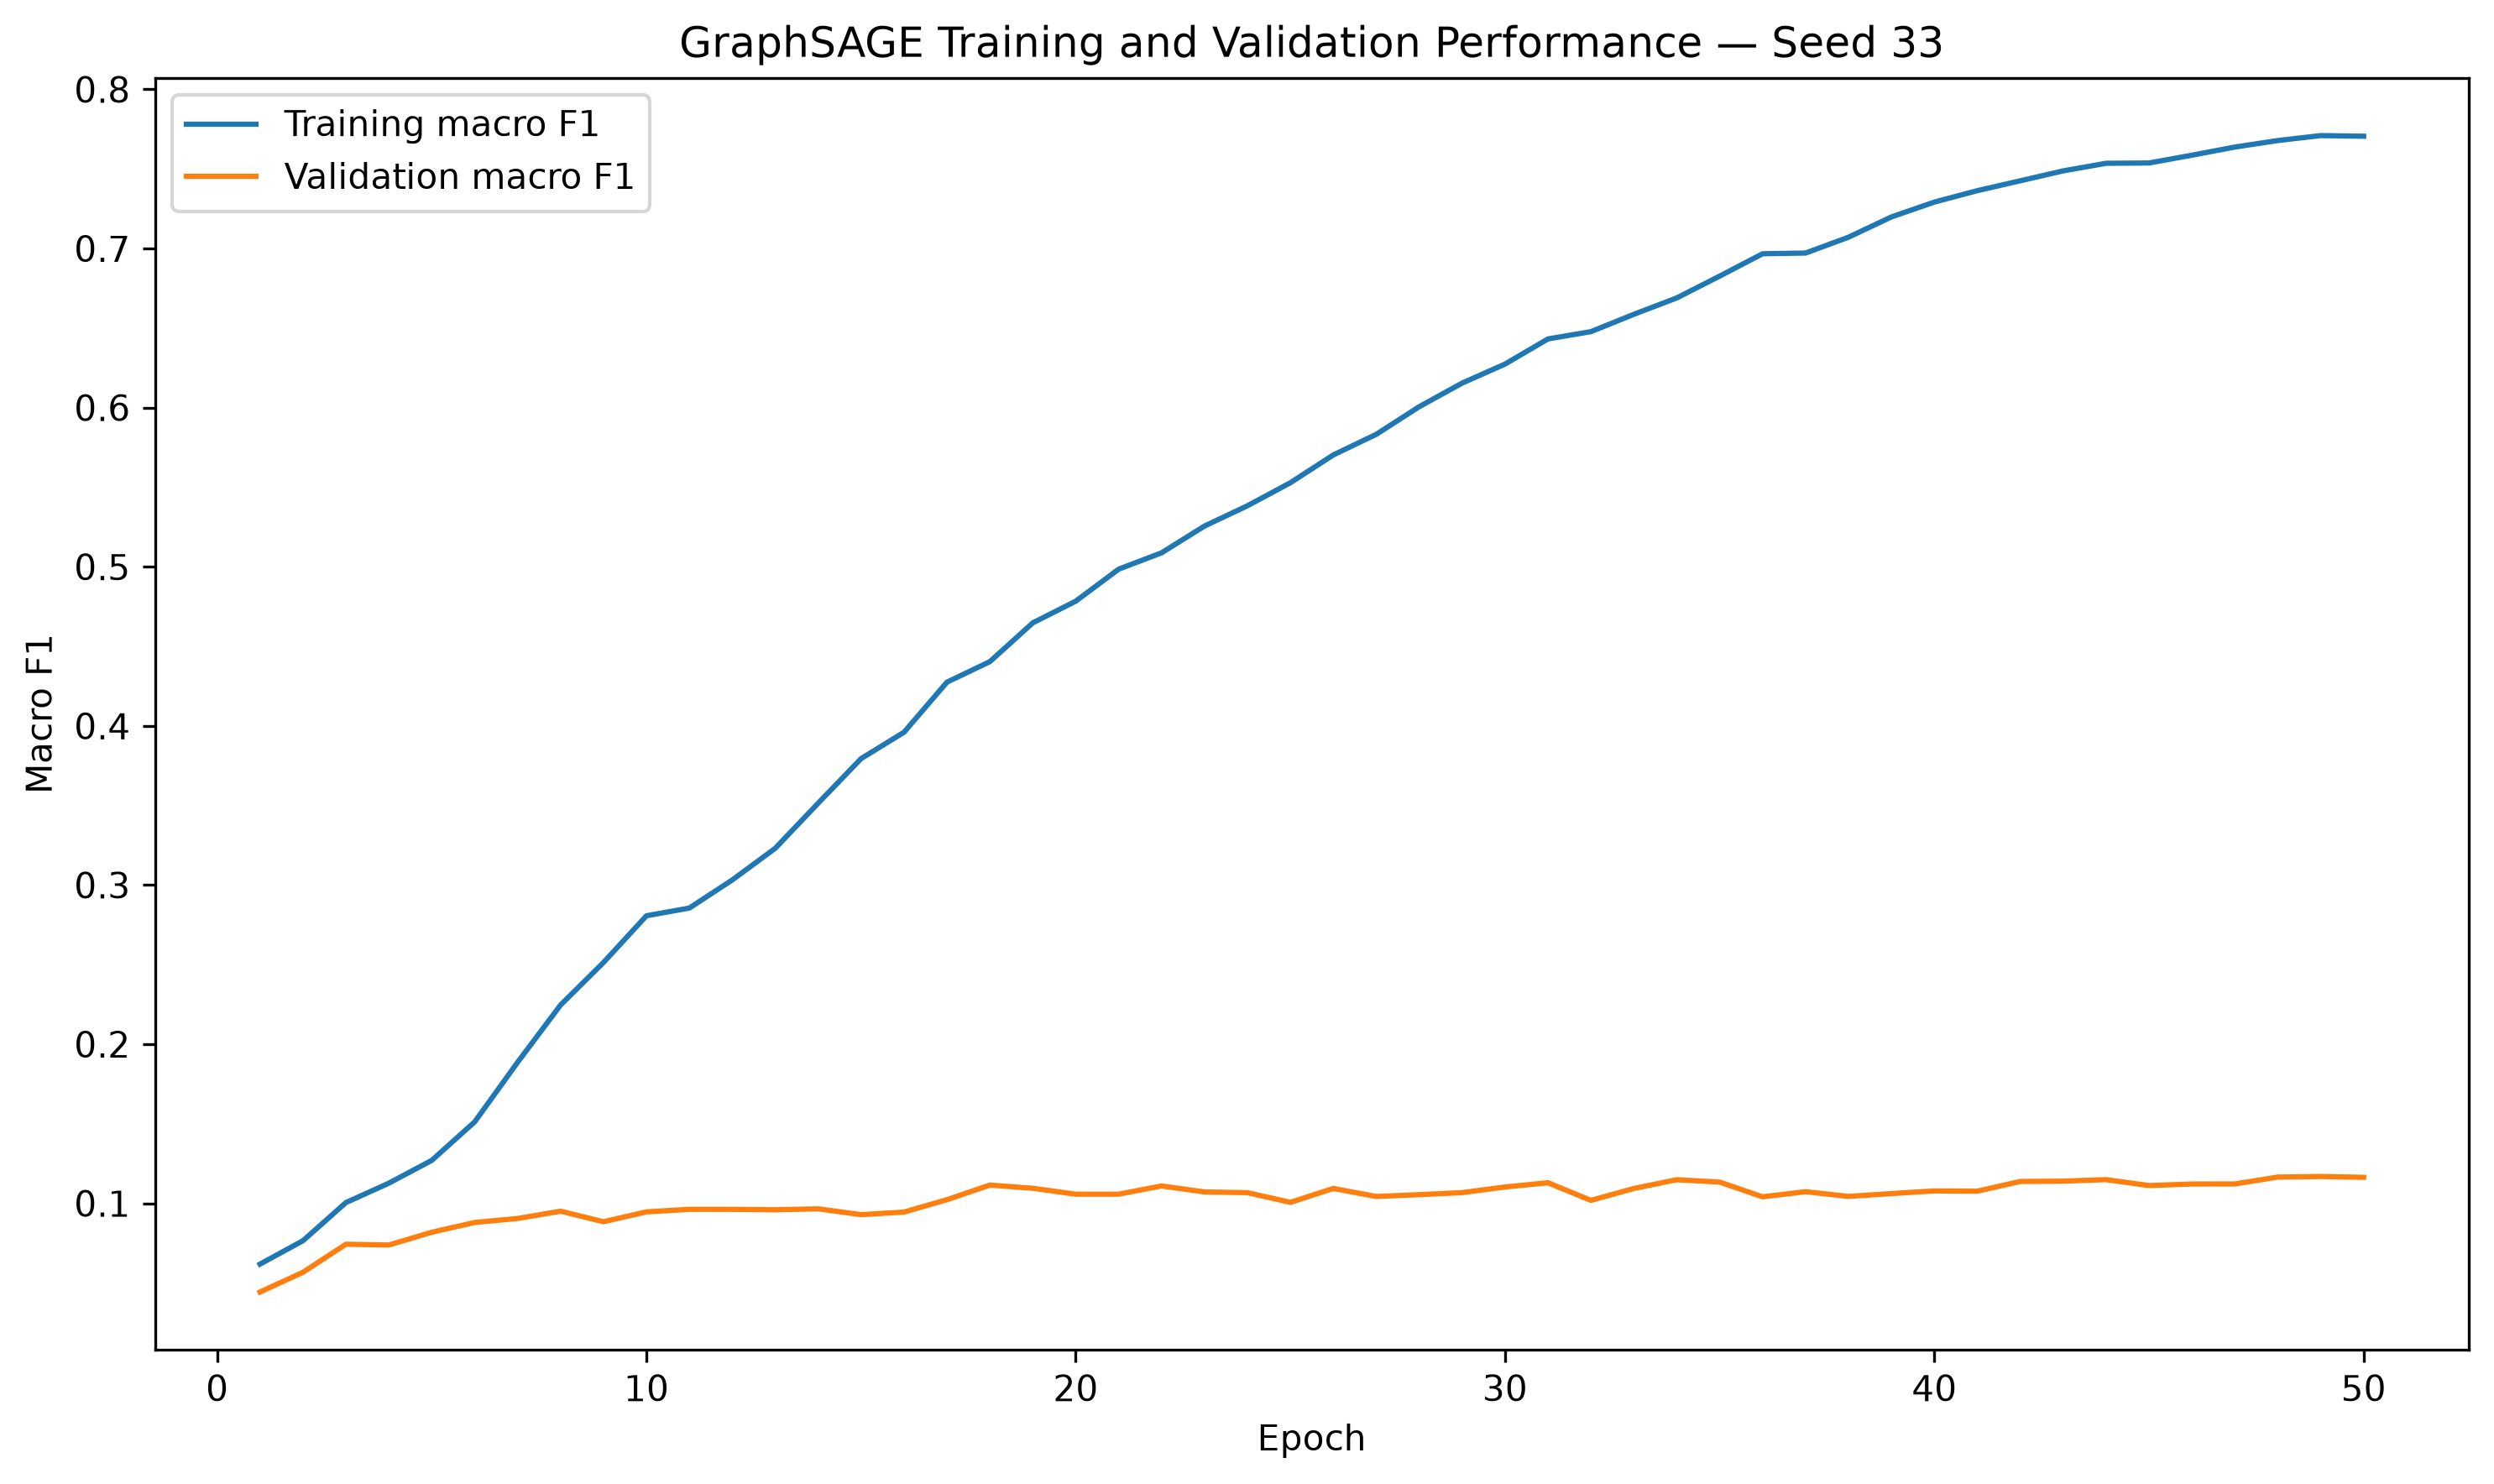 GraphSAGE Training and Validation Performance — Seed 33
Training macro F1
Validation macro F1
Macro F1
0.8
0.7
0.6
0.5
0.4
0.3
0.2
0.1
0 10 20 30 40 50
Epoch